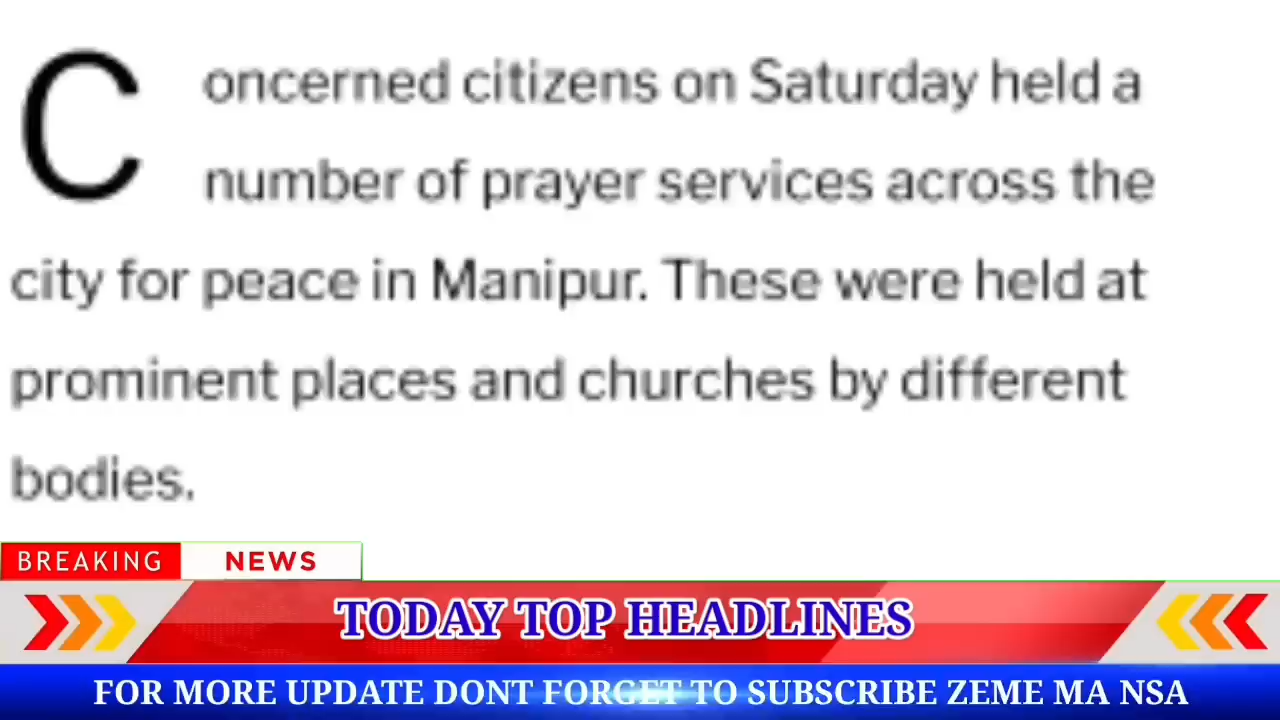 Concerned citizens on Saturday held a
number of prayer services across the
city for peace in Manipur. These were held at
prominent places and churches by different
bodies.
BREAKING NEWS
TODAY TOP HEADLINES
FOR MORE UPDATE DONT FORGET TO SUBSCRIBE ZEME MA NSA